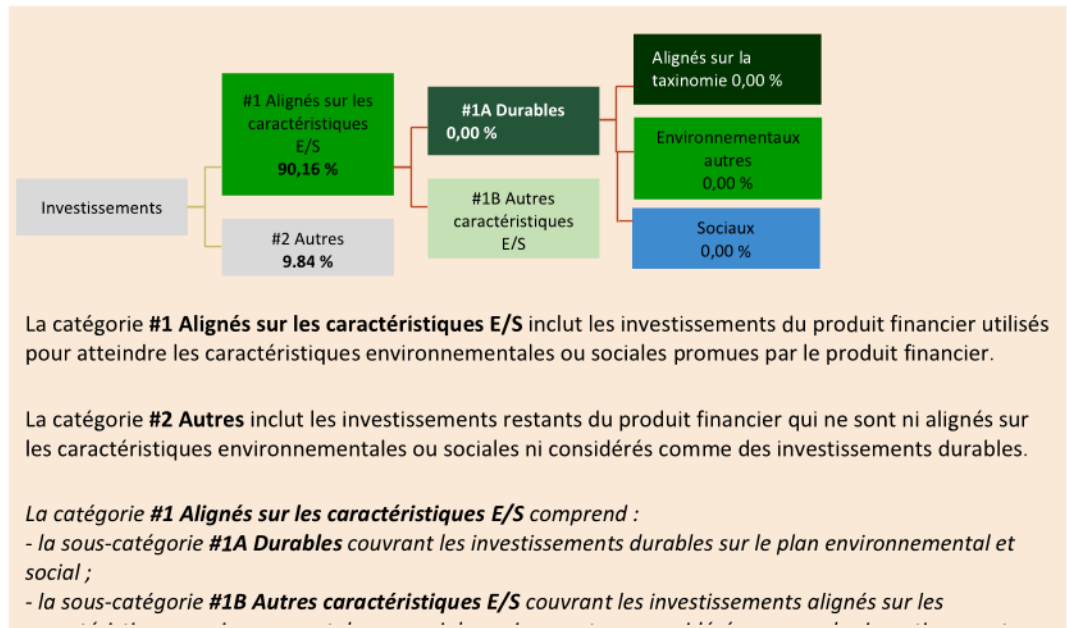 Investissements
#1 Alignés sur les
caractéristiques
E/S
90,16 %
#2 Autres
9.84 %
#1A Durables
0,00 %
#1B Autres
caractéristiques
E/S
Alignés sur la
taxinomie 0,00 %
Environnementaux
autres
0,00 %
Sociaux
0,00 %
La catégorie #1 Alignés sur les caractéristiques E/S inclut les investissements du produit financier utilisés
pour atteindre les caractéristiques environnementales ou sociales promues par le produit financier.
La catégorie #2 Autres inclut les investissements restants du produit financier qui ne sont ni alignés sur
les caractéristiques environnementales ou sociales ni considérés comme des investissements durables.
La catégorie #1 Alignés sur les caractéristiques E/S comprend :
- la sous-catégorie #1A Durables couvrant les investissements durables sur le plan environnemental et
social ;
- la sous-catégorie #1B Autres caractéristiques E/S couvrant les investissements alignés sur les